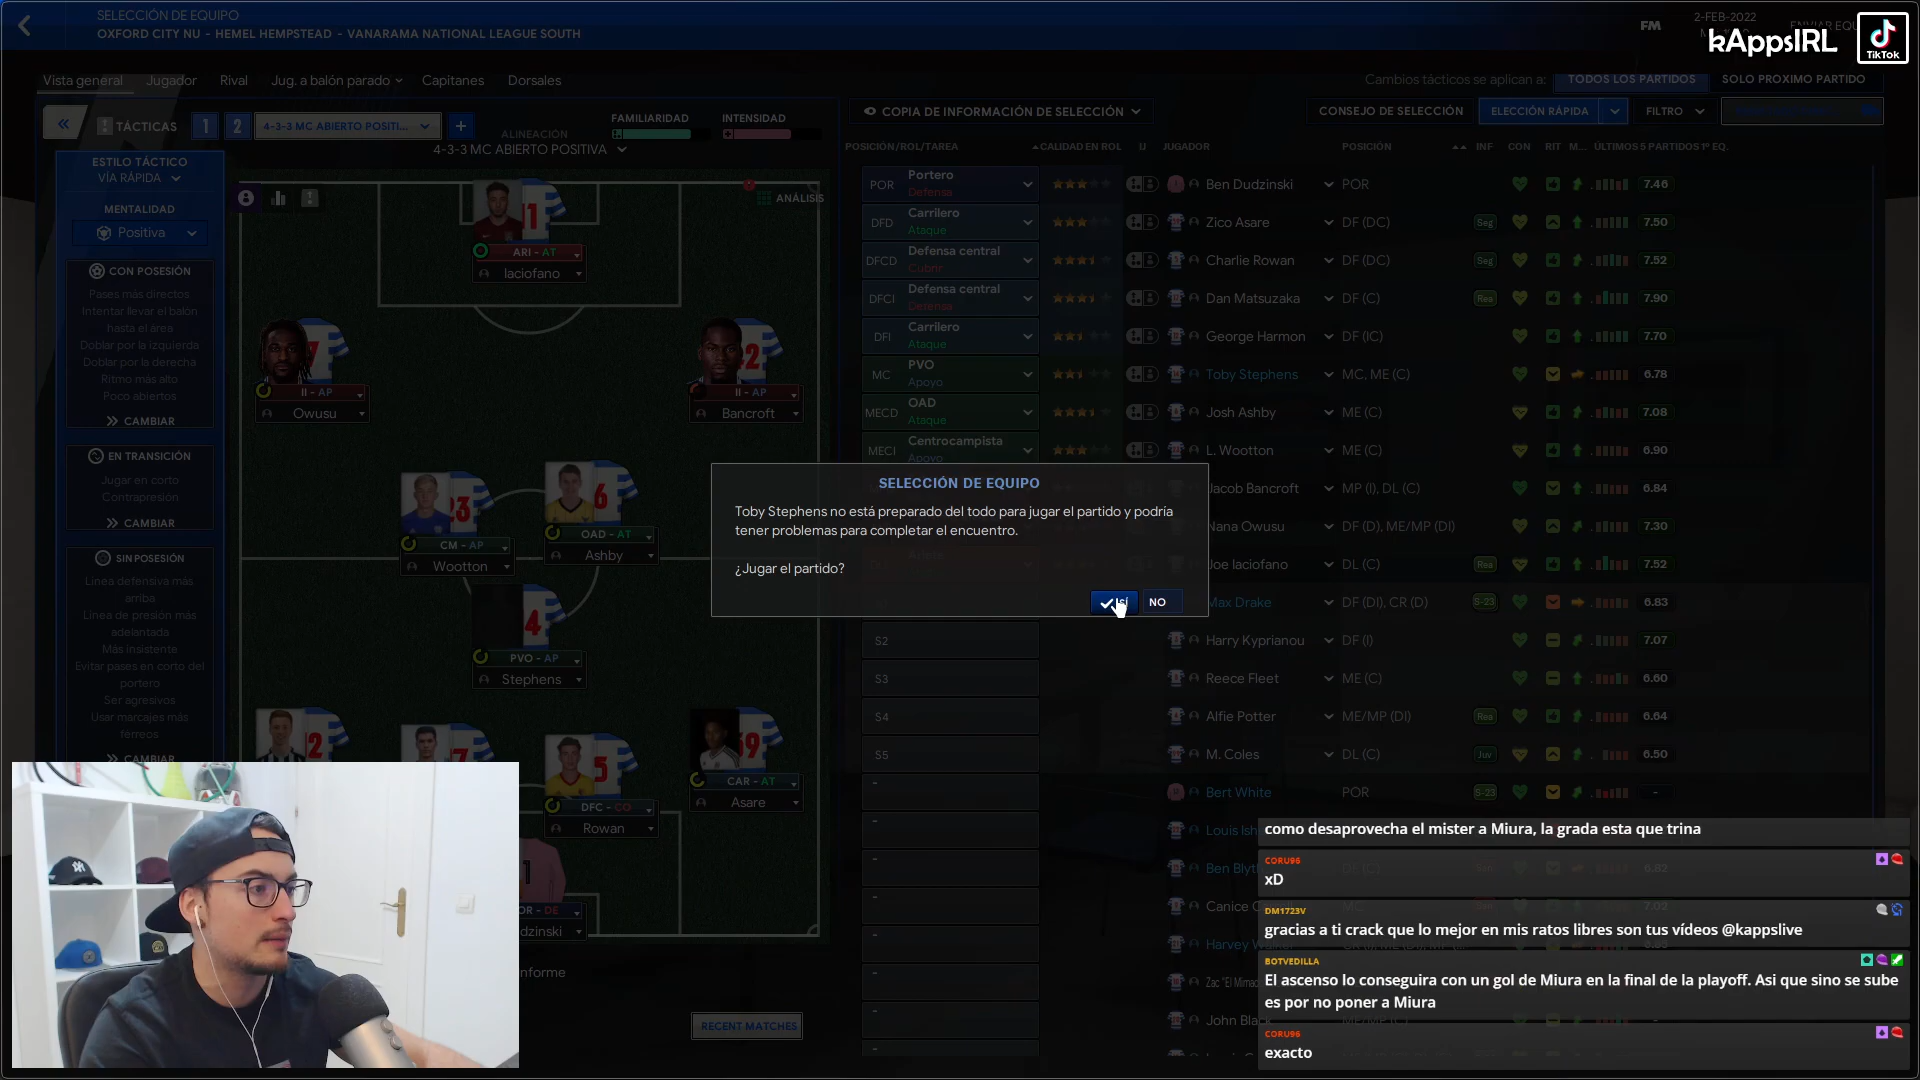 SELECCIÓN DE EQUIPO
OXFORD CITY NU - HEMEL HEMPSTEAD - VANARAMA NATIONAL LEAGUE SOUTH
FM
2-FEB-2022
kAppsIRL
TikTok
Vista general
Jugador
Rival
Jug. a balón parado
Capitanes
Dorsales
Cambios tácticos se aplican a:
TODOS LOS PARTIDOS
SOLO PRÓXIMO PARTIDO
TÁCTICAS
1
2
4-3-3 MC ABIERTO POSITI...
ALINEACIÓN
4-3-3 MC ABIERTO POSITIVA
FAMILIARIDAD
INTENSIDAD
COPIA DE INFORMACIÓN DE SELECCIÓN
CONSEJO DE SELECCIÓN
ELECCIÓN RÁPIDA
FILTRO
ESTILO TÁCTICO
VÍA RÁPIDA
MENTALIDAD
Positiva
CON POSESIÓN
Pases más directos
Intentar llevar el balón
hasta el área
Doblar por la izquierda
Doblar por la derecha
Ritmo más alto
Poco abiertos
CAMBIAR
EN TRANSICIÓN
Jugar en corto
Contrapresión
CAMBIAR
SIN POSESIÓN
Línea defensiva más
arriba
Línea de presión más
adelantada
Más insistente
Evitar pases en corto del
portero
Ser agresivos
Usar marcajes más
férreos
CAMBIAR
ANÁLISIS
ARI - AT
Iaciofano
II - AP
Owusu
II - AP
Bancroft
CM - AP
Wootton
OAD - AT
Ashby
PVO - AP
Stephens
DFC - CO
Rowan
CAR - AT
Asare
RECENT MATCHES
POSICIÓN/ROL/TAREA
CALIDAD EN ROL
IJ
JUGADOR
POSICIÓN
INF
CON
RIT
M...
ÚLTIMOS 5 PARTIDOS 1º EQ.
POR Portero Defensa Ben Dudzinski POR 7.46
DFD Carrilero Ataque Zico Asare DF (DC) Seg 7.50
DFCD Defensa central Cubrir Charlie Rowan DF (DC) Seg 7.52
DFCI Defensa central Defensa Dan Matsuzaka DF (C) Rea 7.90
DFI Carrilero Ataque George Harmon DF (IC) 7.70
MC PVO Apoyo Toby Stephens MC, ME (C) 6.78
MECD OAD Ataque Josh Ashby ME (C) 7.08
MECI Centrocampista Apoyo L. Wootton ME (C) 6.90
Jacob Bancroft MP (I), DL (C) 6.84
Nana Owusu DF (D), ME/MP (DI) 7.30
Joe Iaciofano DL (C) Rea 7.52
Max Drake DF (DI), CR (D) S-23 6.83
S2 Harry Kyprianou DF (I) 7.07
S3 Reece Fleet ME (C) 6.60
S4 Alfie Potter ME/MP (DI) Rea 6.64
S5 M. Coles DL (C) Juv 6.50
Bert White POR S-23 -
SELECCIÓN DE EQUIPO
Toby Stephens no está preparado del todo para jugar el partido y podría
tener problemas para completar el encuentro.
¿Jugar el partido?
SÍ
NO
como desaprovecha el mister a Miura, la grada esta que trina
CORU96
xD
DM1723V
gracias a ti crack que lo mejor en mis ratos libres son tus vídeos @kappslive
BOTVEDILLA
El ascenso lo conseguira con un gol de Miura en la final de la playoff. Asi que sino se sube
es por no poner a Miura
CORU96
exacto